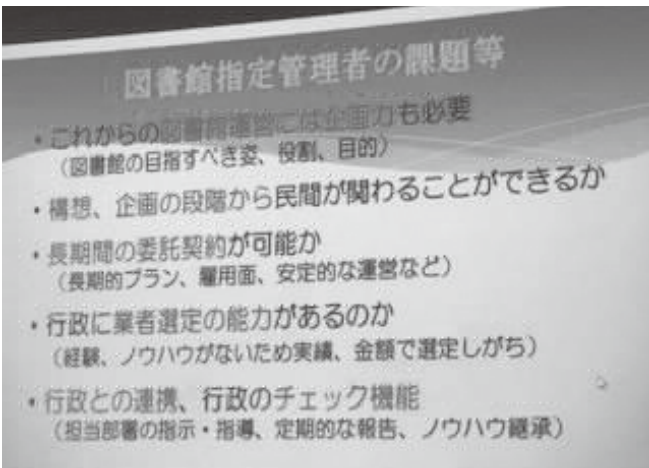 図書館指定管理者の課題等
・これからの図書館運営には企画力も必要
（図書館の目指すべき姿、役割、目的）
・構想、企画の段階から民間が関わることができるか
・長期間の委託契約が可能か
（長期的プラン、雇用面、安定的な運営など）
・行政に業者選定の能力があるのか
（経験、ノウハウがないため実績、金額で選定しがち）
・行政との連携、行政のチェック機能
（担当部署の指示・指導、定期的な報告、ノウハウ継承）